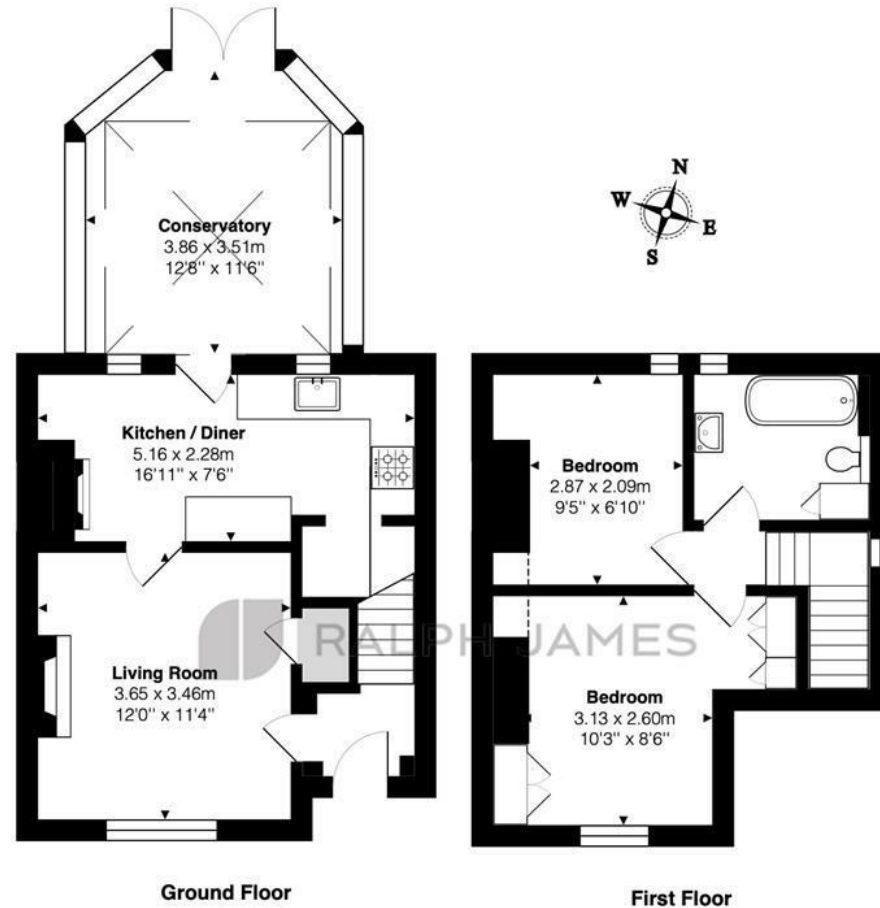 Conservatory
3.86 x 3.51m
12'8" x 11'6"
N
W
E
S
Kitchen / Diner
5.16 x 2.28m
16'11" x 7'6"
Bedroom
2.87 x 2.09m
9'5" x 6'10"
RALPH JAMES
Living Room
3.65 x 3.46m
12'0" x 11'4"
Bedroom
3.13 x 2.60m
10'3" x 8'6"
Ground Floor
First Floor